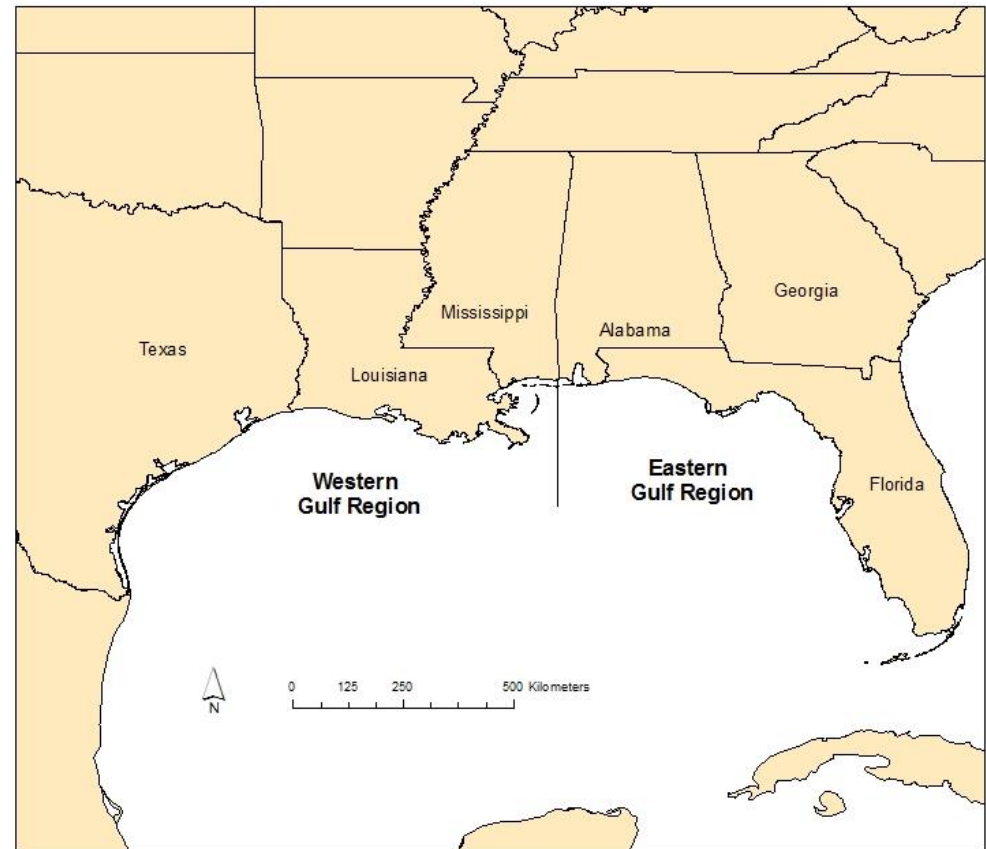 Georgia
Mississippi
Alabama
Texas
Louisiana
Western
Gulf Region
Eastern
Gulf Region
Florida
0 125 250 500 Kilometers
N